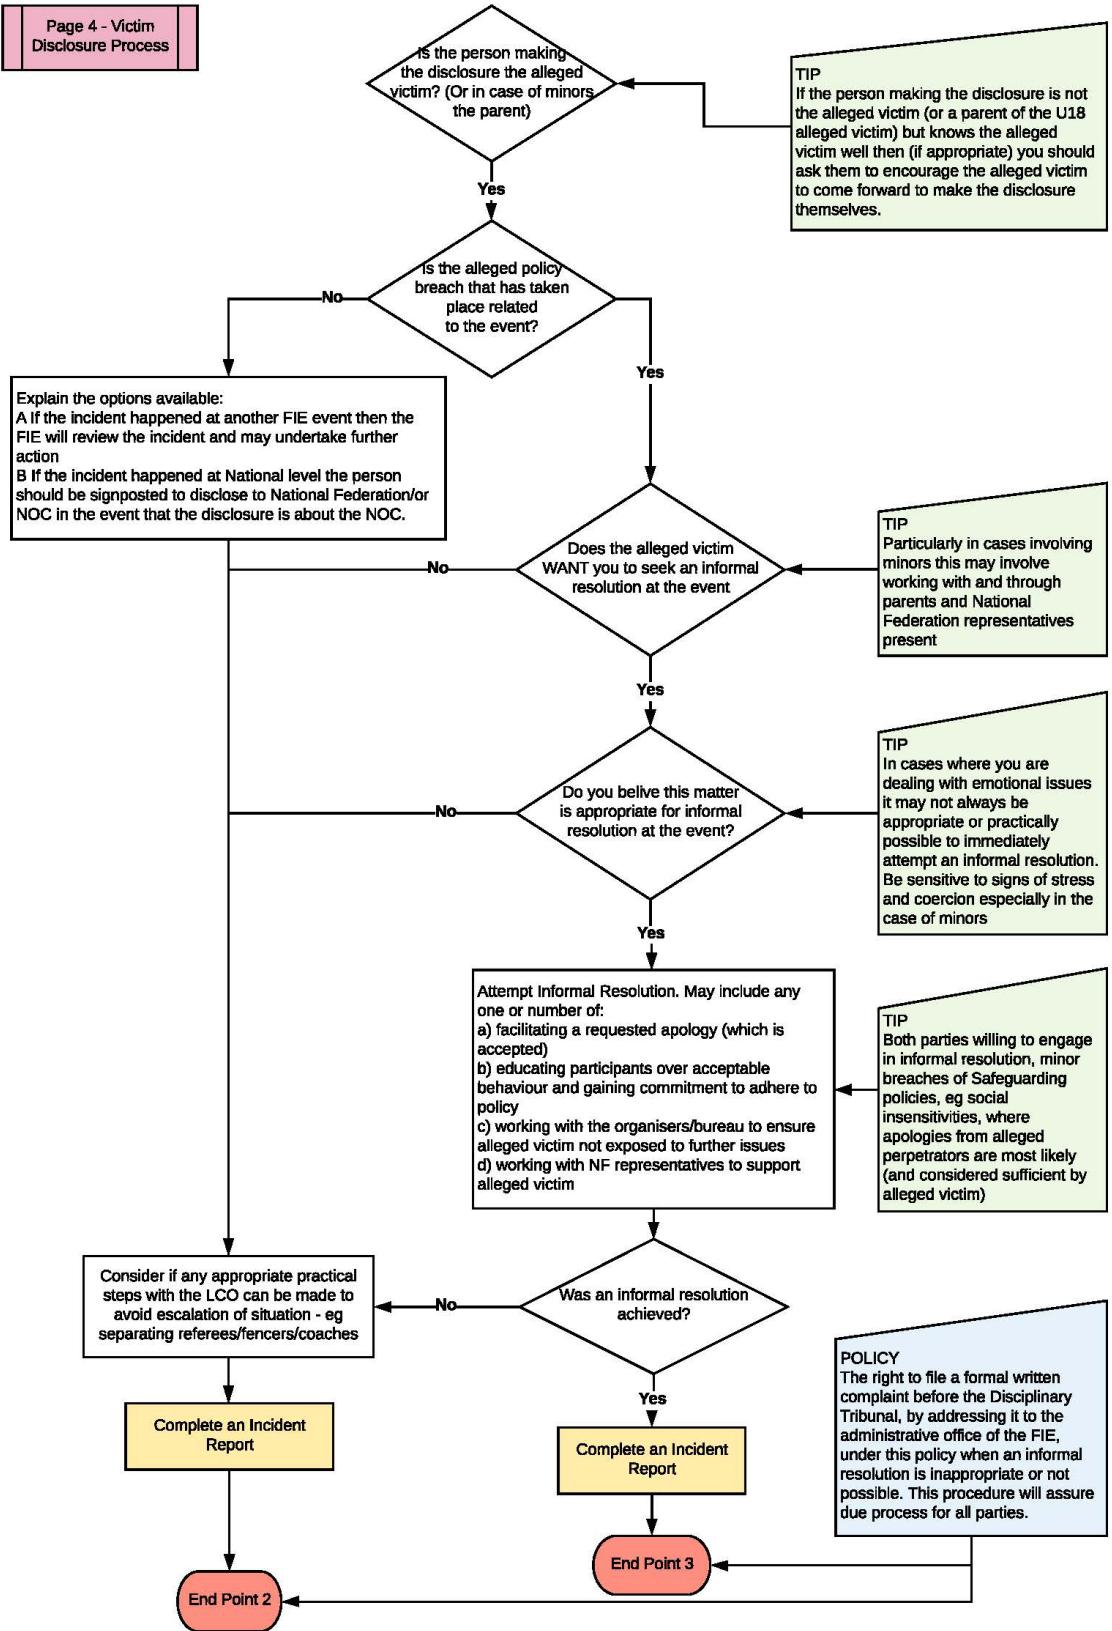 Page 4 - Victim
Disclosure Process
Is the person making
the disclosure the alleged
victim? (Or in case of minors
the parent)
TIP
If the person making the disclosure is not
the alleged victim (or a parent of the U18
alleged victim) but knows the alleged
victim well then (if appropriate) you should
ask them to encourage the alleged victim
to come forward to make the disclosure
themselves.
Yes
Is the alleged policy
breach that has taken
place related
to the event?
No
Yes
Explain the options available:
A If the incident happened at another FIE event then the
FIE will review the incident and may undertake further
action
B If the incident happened at National level the person
should be signposted to disclose to National Federation/or
NOC in the event that the disclosure is about the NOC.
Does the alleged victim
WANT you to seek an informal
resolution at the event
No
TIP
Particularly in cases involving
minors this may involve
working with and through
parents and National
Federation representatives
present
Yes
Do you belive this matter
is appropriate for informal
resolution at the event?
No
TIP
In cases where you are
dealing with emotional issues
it may not always be
appropriate or practically
possible to immediately
attempt an informal resolution.
Be sensitive to signs of stress
and coercion especially in the
case of minors
Yes
Attempt Informal Resolution. May include any
one or number of:
a) facilitating a requested apology (which is
accepted)
b) educating participants over acceptable
behaviour and gaining commitment to adhere to
policy
c) working with the organisers/bureau to ensure
alleged victim not exposed to further issues
d) working with NF representatives to support
alleged victim
TIP
Both parties willing to engage
in informal resolution, minor
breaches of Safeguarding
policies, eg social
insensitivities, where
apologies from alleged
perpetrators are most likely
(and considered sufficient by
alleged victim)
Consider if any appropriate practical
steps with the LCO can be made to
avoid escalation of situation - eg
separating referees/fencers/coaches
No
Was an informal resolution
achieved?
Yes
POLICY
The right to file a formal written
complaint before the Disciplinary
Tribunal, by addressing it to the
administrative office of the FIE,
under this policy when an informal
resolution is inappropriate or not
possible. This procedure will assure
due process for all parties.
Complete an Incident
Report
Complete an Incident
Report
End Point 3
End Point 2